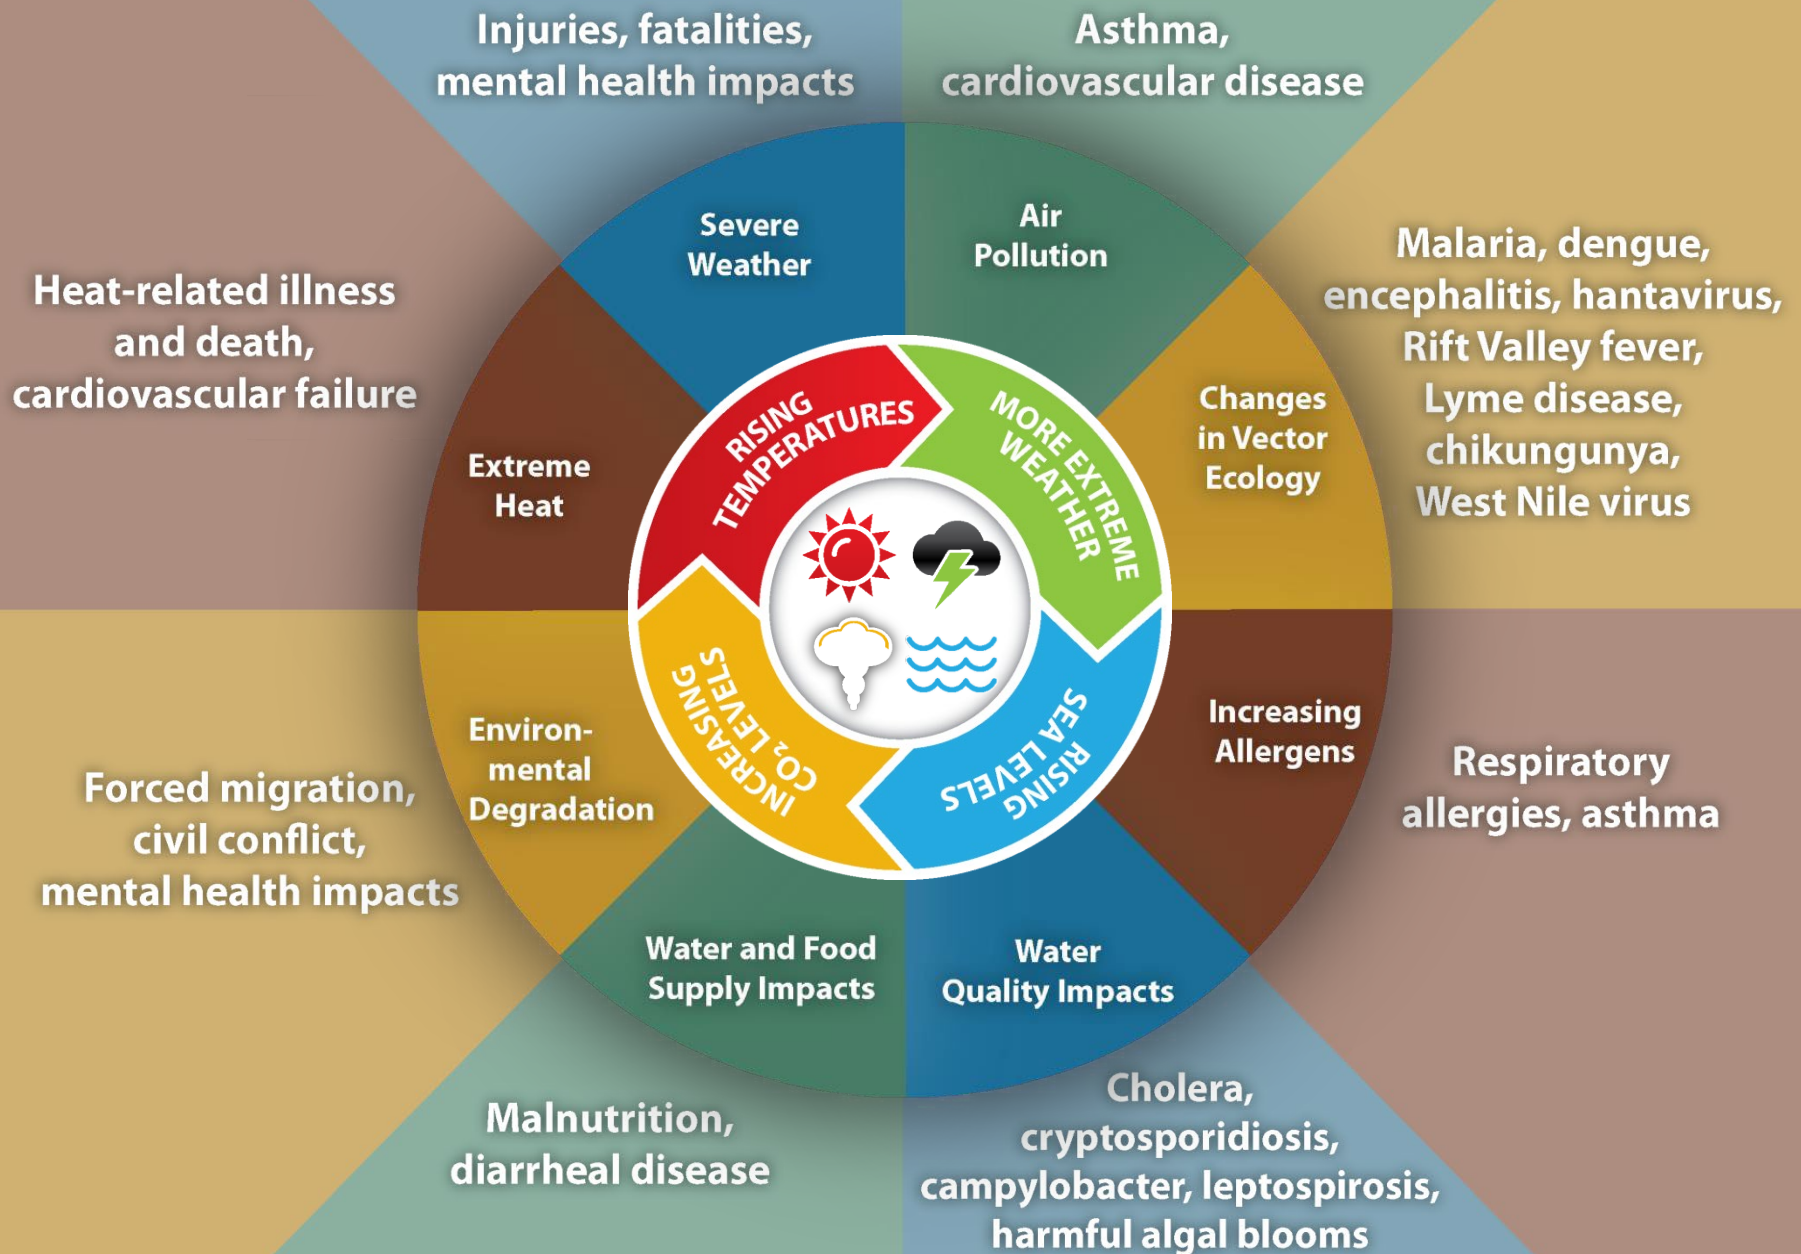 Injuries, fatalities,
mental health impacts
Asthma,
cardiovascular disease
Severe
Weather
Air
Pollution
Heat-related illness
and death,
cardiovascular failure
Extreme
Heat
Changes
in Vector
Ecology
Malaria, dengue,
encephalitis, hantavirus,
Rift Valley fever,
Lyme disease,
chikungunya,
West Nile virus
RISING
TEMPERATURES
MORE EXTREME
WEATHER
INCREASING
CO₂ LEVELS
RISING
SEA LEVELS
Forced migration,
civil conflict,
mental health impacts
Environ-
mental
Degradation
Increasing
Allergens
Respiratory
allergies, asthma
Water and Food
Supply Impacts
Water
Quality Impacts
Malnutrition,
diarrheal disease
Cholera,
cryptosporidiosis,
campylobacter, leptospirosis,
harmful algal blooms